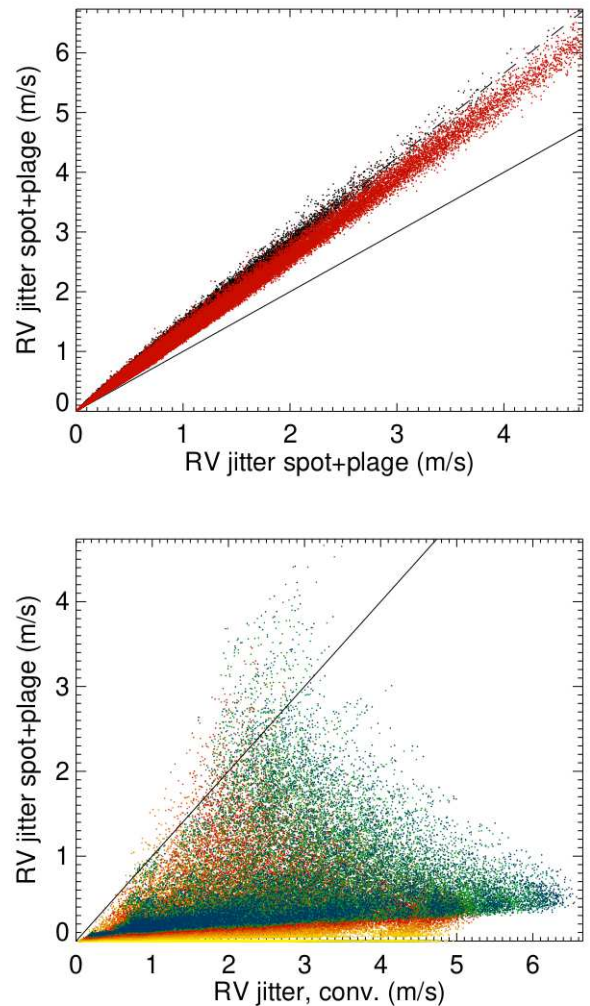 6
5
4
3
2
1
0
RV jitter spot+plage (m/s)
0 1 2 3 4
RV jitter spot+plage (m/s)
4
3
2
1
0
RV jitter spot+plage (m/s)
0 1 2 3 4 5 6
RV jitter, conv. (m/s)